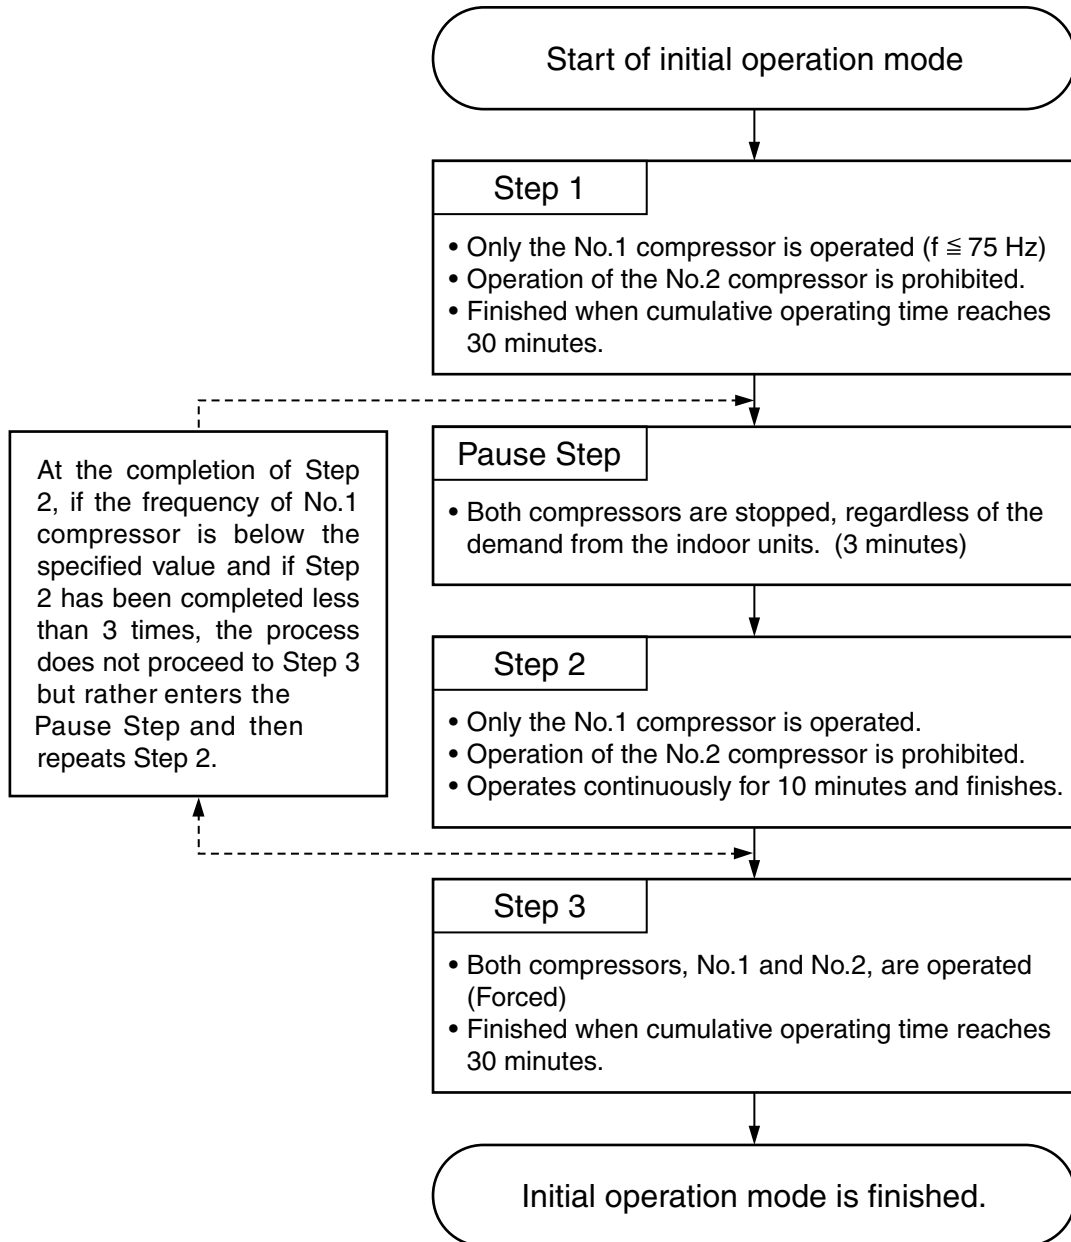 Start of initial operation mode
Step 1
• Only the No.1 compressor is operated (f ≦ 75 Hz)
• Operation of the No.2 compressor is prohibited.
• Finished when cumulative operating time reaches
30 minutes.
Pause Step
• Both compressors are stopped, regardless of the
demand from the indoor units. (3 minutes)
At the completion of Step
2, if the frequency of No.1
compressor is below the
specified value and if Step
2 has been completed less
than 3 times, the process
does not proceed to Step 3
but rather enters the
Pause Step and then
repeats Step 2.
Step 2
• Only the No.1 compressor is operated.
• Operation of the No.2 compressor is prohibited.
• Operates continuously for 10 minutes and finishes.
Step 3
• Both compressors, No.1 and No.2, are operated
(Forced)
• Finished when cumulative operating time reaches
30 minutes.
Initial operation mode is finished.